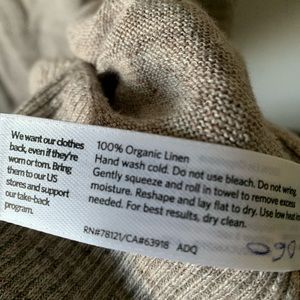 We want our clothes
back, even if they're
worn or torn. Bring
them to our US
stores and support
our take-back
program.
100% Organic Linen
Hand wash cold. Do not use bleach. Do not wring.
Gently squeeze and roll in towel to remove excess
moisture. Reshape and lay flat to dry. Use low heat iron
needed. For best results, dry clean.
RN#78121/CA#63918 ADQ